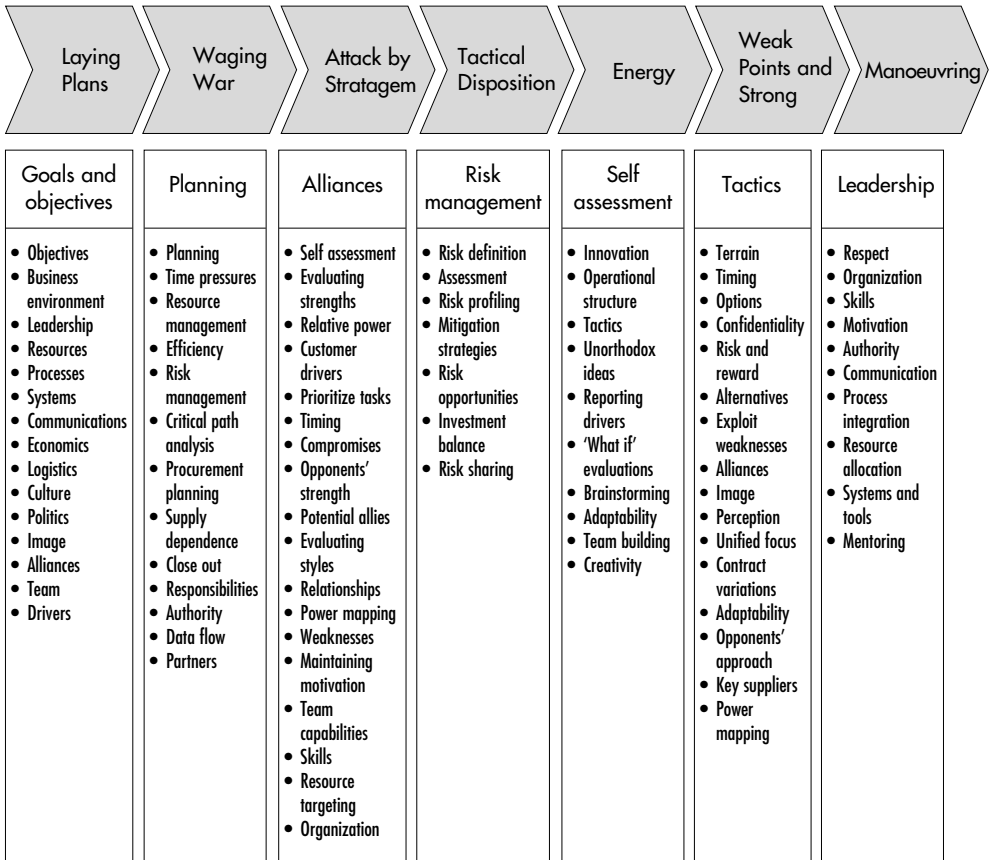 Laying
Plans
Waging
War
Attack by
Stratagem
Tactical
Disposition
Energy
Weak
Points and
Strong
Manoeuvring
Goals and
objectives
• Objectives
• Business
environment
• Leadership
• Resources
• Processes
• Systems
• Communications
• Economics
• Logistics
• Culture
• Politics
• Image
• Alliances
• Team
• Drivers
Planning
• Planning
• Time pressures
• Resource
management
• Efficiency
• Risk
management
• Critical path
analysis
• Procurement
planning
• Supply
dependence
• Close out
• Responsibilities
• Authority
• Data flow
• Partners
Alliances
• Self assessment
• Evaluating
strengths
• Relative power
• Customer
drivers
• Prioritize tasks
• Timing
• Compromises
• Opponents'
strength
• Potential allies
• Evaluating
styles
• Relationships
• Power mapping
• Weaknesses
• Maintaining
motivation
• Team
capabilities
• Skills
• Resource
targeting
• Organization
Risk
management
• Risk definition
• Assessment
• Risk profiling
• Mitigation
strategies
• Risk
opportunities
• Investment
balance
• Risk sharing
Self
assessment
• Innovation
• Operational
structure
• Tactics
• Unorthodox
ideas
• Reporting
drivers
• 'What if'
evaluations
• Brainstorming
• Adaptability
• Team building
• Creativity
Tactics
• Terrain
• Timing
• Options
• Confidentiality
• Risk and
reward
• Alternatives
• Exploit
weaknesses
• Alliances
• Image
• Perception
• Unified focus
• Contract
variations
• Adaptability
• Opponents'
approach
• Key suppliers
• Power
mapping
Leadership
• Respect
• Organization
• Skills
• Motivation
• Authority
• Communication
• Process
integration
• Resource
allocation
• Systems and
tools
• Mentoring